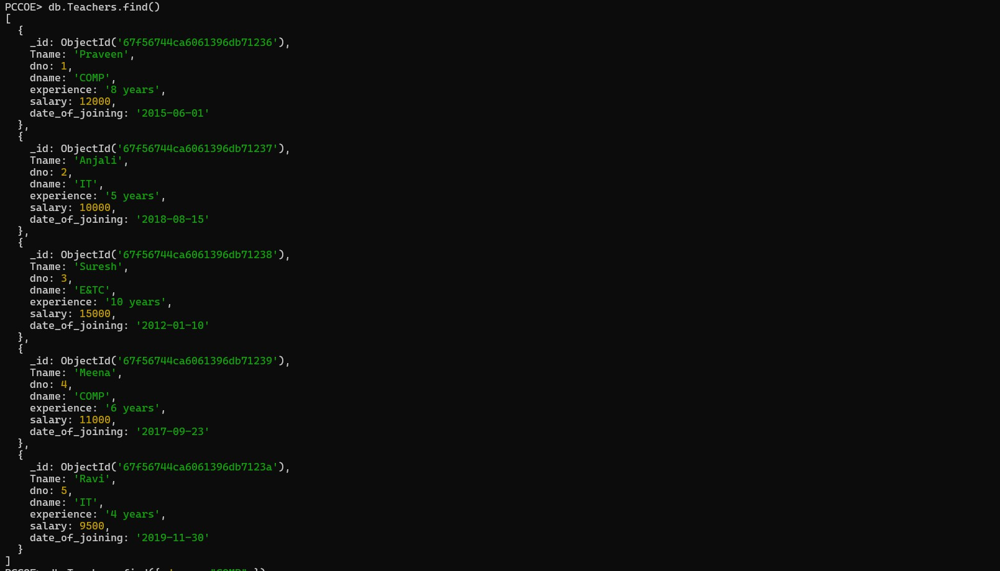 PCCOE> db.Teachers.find()
[
  {
    _id: ObjectId('67f56744ca6061396db71236'),
    Tname: 'Praveen',
    dno: 1,
    dname: 'COMP',
    experience: '8 years',
    salary: 12000,
    date_of_joining: '2015-06-01'
  },
  {
    _id: ObjectId('67f56744ca6061396db71237'),
    Tname: 'Anjali',
    dno: 2,
    dname: 'IT',
    experience: '5 years',
    salary: 10000,
    date_of_joining: '2018-08-15'
  },
  {
    _id: ObjectId('67f56744ca6061396db71238'),
    Tname: 'Suresh',
    dno: 3,
    dname: 'E&TC',
    experience: '10 years',
    salary: 15000,
    date_of_joining: '2012-01-10'
  },
  {
    _id: ObjectId('67f56744ca6061396db71239'),
    Tname: 'Meena',
    dno: 4,
    dname: 'COMP',
    experience: '6 years',
    salary: 11000,
    date_of_joining: '2017-09-23'
  },
  {
    _id: ObjectId('67f56744ca6061396db7123a'),
    Tname: 'Ravi',
    dno: 5,
    dname: 'IT',
    experience: '4 years',
    salary: 9500,
    date_of_joining: '2019-11-30'
  }
]